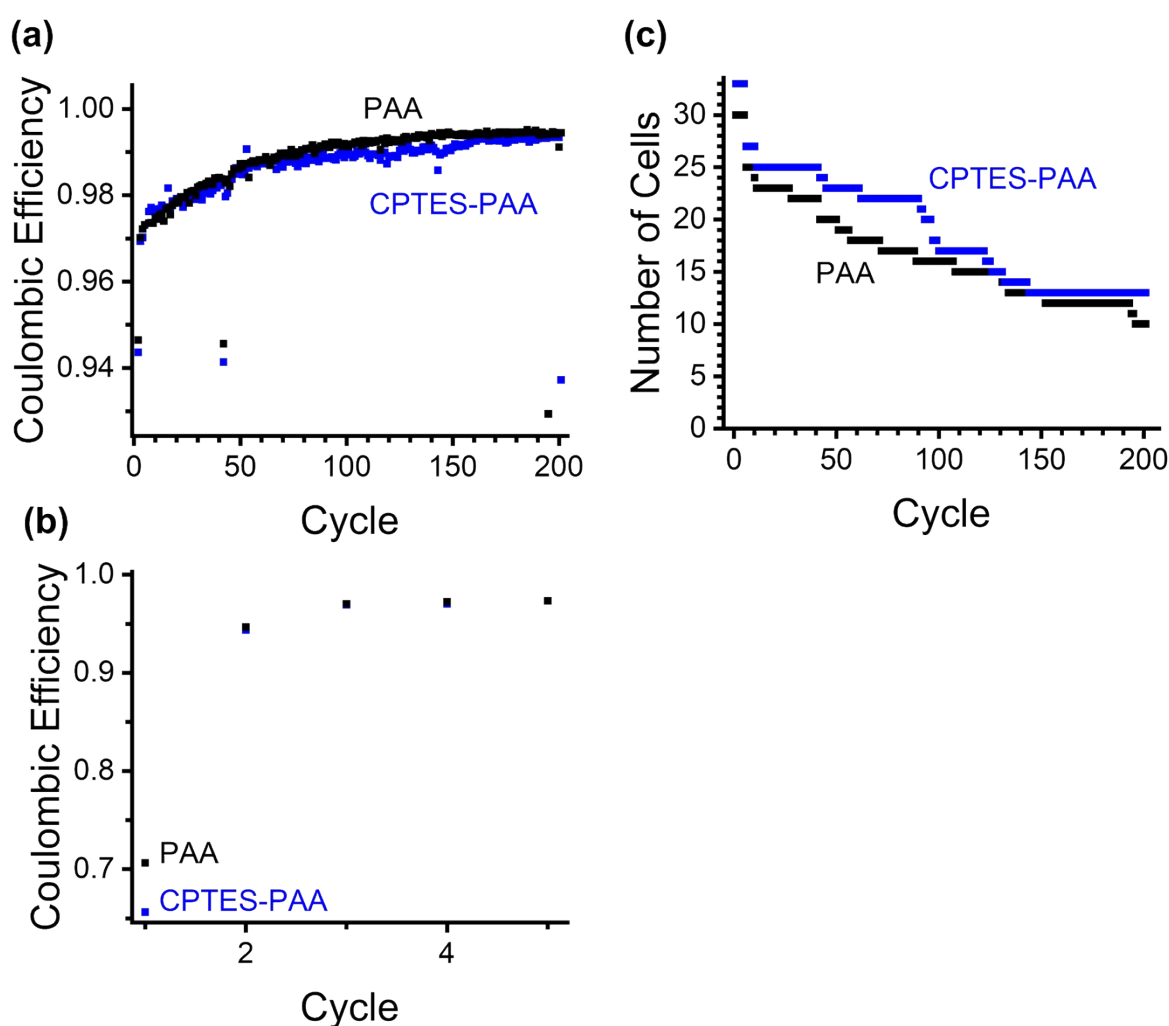 (a)
Coulombic Efficiency
1.00
0.98
0.96
0.94
PAA
CPTES-PAA
0
50
100
150
200
Cycle
(c)
Number of Cells
30
25
20
15
10
5
0
CPTES-PAA
PAA
0
50
100
150
200
Cycle
(b)
Coulombic Efficiency
1.0
0.9
0.8
0.7
PAA
CPTES-PAA
2
4
Cycle